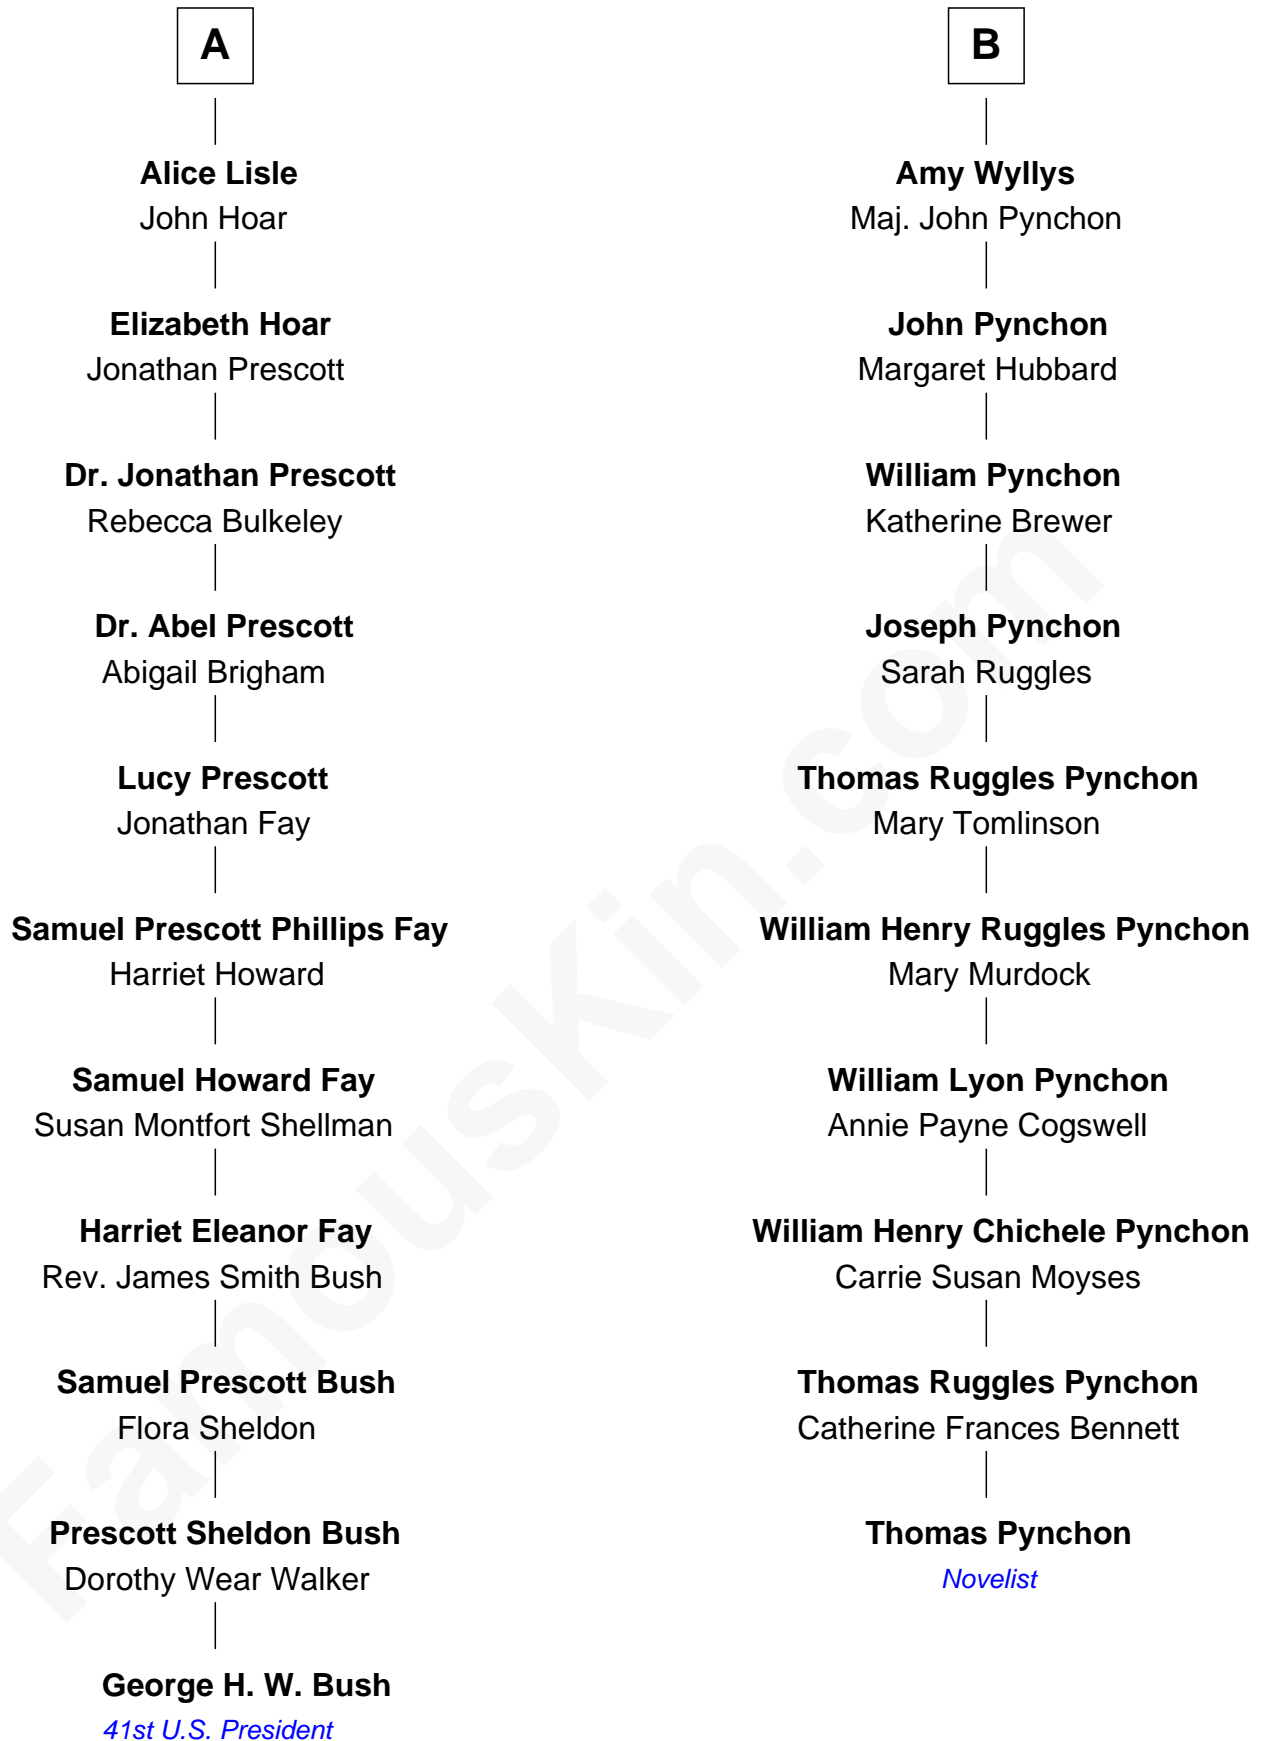 A
Alice Lisle
John Hoar
Elizabeth Hoar
Jonathan Prescott
Dr. Jonathan Prescott
Rebecca Bulkeley
Dr. Abel Prescott
Abigail Brigham
Lucy Prescott
Jonathan Fay
Samuel Prescott Phillips Fay
Harriet Howard
Samuel Howard Fay
Susan Montfort Shellman
Harriet Eleanor Fay
Rev. James Smith Bush
Samuel Prescott Bush
Flora Sheldon
Prescott Sheldon Bush
Dorothy Wear Walker
George H. W. Bush
41st U.S. President
B
Amy Wyllys
Maj. John Pynchon
John Pynchon
Margaret Hubbard
William Pynchon
Katherine Brewer
Joseph Pynchon
Sarah Ruggles
Thomas Ruggles Pynchon
Mary Tomlinson
William Henry Ruggles Pynchon
Mary Murdock
William Lyon Pynchon
Annie Payne Cogswell
William Henry Chichele Pynchon
Carrie Susan Moyses
Thomas Ruggles Pynchon
Catherine Frances Bennett
Thomas Pynchon
Novelist
FamousKin.com